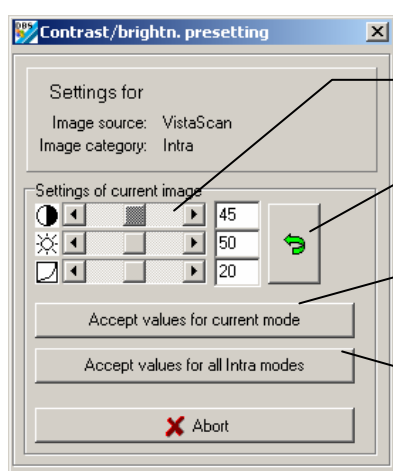 DBS
Contrast/brightn. presetting
Settings for
Image source: VistaScan
Image category: Intra
Settings of current image
45
50
20
Accept values for current mode
Accept values for all Intra modes
Abort